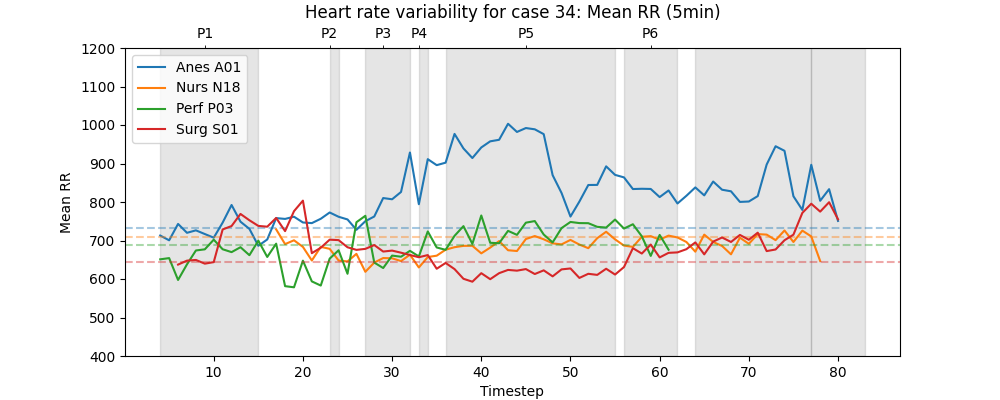 Heart rate variability for case 34: Mean RR (5min)
P1 P2 P3 P4 P5 P6
1200
1100
1000
900
800
700
600
500
400
Mean RR
Anes A01
Nurs N18
Perf P03
Surg S01
10 20 30 40 50 60 70 80
Timestep